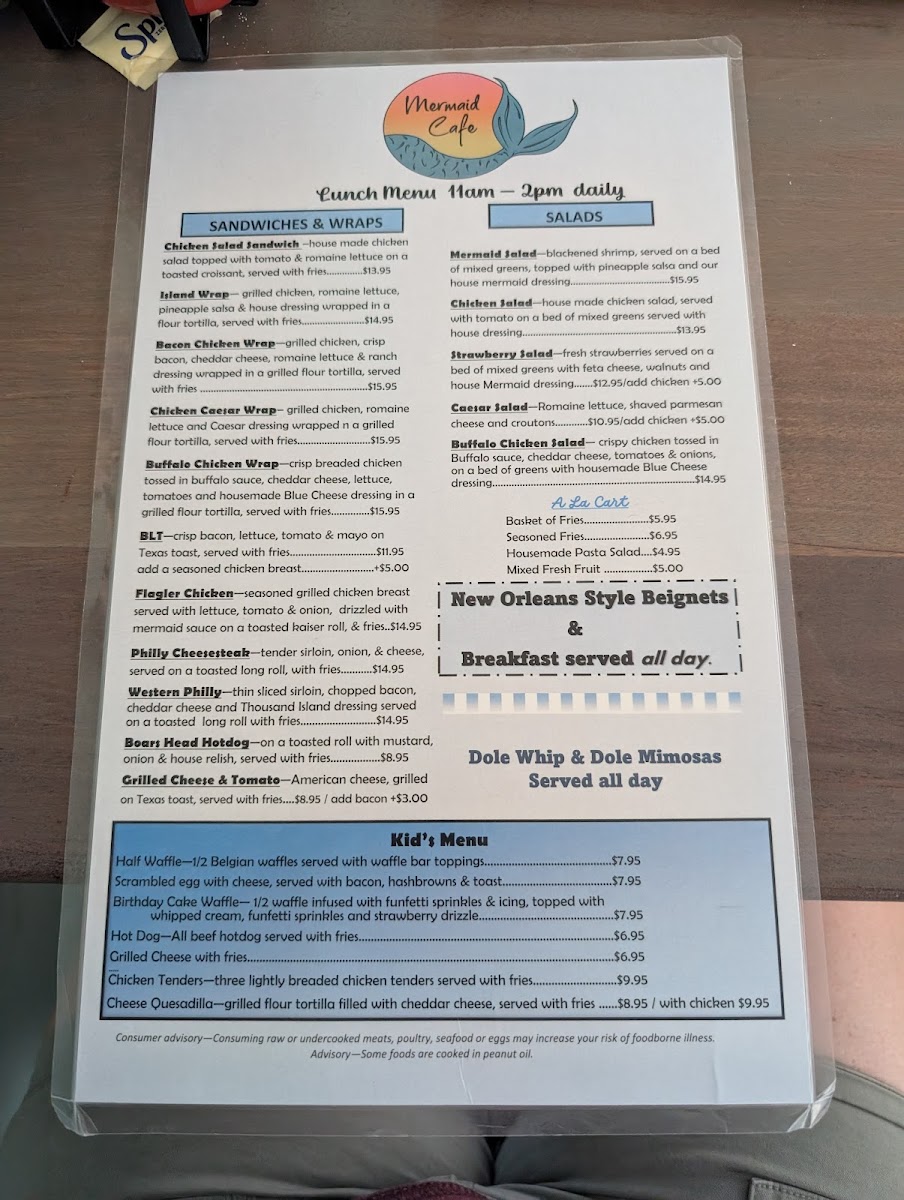 Spl
Mermaid
Cafe
Lunch Menu 11am – 2pm daily
SANDWICHES & WRAPS
Chicken Salad Sandwich –house made chicken
salad topped with tomato & romaine lettuce on a
toasted croissant, served with fries.............$13.95
Island Wrap– grilled chicken, romaine lettuce,
pineapple salsa & house dressing wrapped in a
flour tortilla, served with fries......................$14.95
Bacon Chicken Wrap—grilled chicken, crisp
bacon, cheddar cheese, romaine lettuce & ranch
dressing wrapped in a grilled flour tortilla, served
with fries ..........................................................$15.95
Chicken Caesar Wrap– grilled chicken, romaine
lettuce and Caesar dressing wrapped n a grilled
flour tortilla, served with fries.........................$15.95
Buffalo Chicken Wrap—crisp breaded chicken
tossed in buffalo sauce, cheddar cheese, lettuce,
tomatoes and housemade Blue Cheese dressing in a
grilled flour tortilla, served with fries.............$15.95
BLT—crisp bacon, lettuce, tomato & mayo on
Texas toast, served with fries............................$11.95
add a seasoned chicken breast........................+$5.00
Flagler Chicken—seasoned grilled chicken breast
served with lettuce, tomato & onion, drizzled with
mermaid sauce on a toasted kaiser roll, & fries..$14.95
Philly Cheesesteak—tender sirloin, onion, & cheese,
served on a toasted long roll, with fries..........$14.95
Western Philly—thin sliced sirloin, chopped bacon,
cheddar cheese and Thousand Island dressing served
on a toasted long roll with fries.........................$14.95
Boars Head Hotdog—on a toasted roll with mustard,
onion & house relish, served with fries................$8.95
Grilled Cheese & Tomato—American cheese, grilled
on Texas toast, served with fries....$8.95 / add bacon +$3.00
SALADS
Mermaid Salad—blackened shrimp, served on a bed
of mixed greens, topped with pineapple salsa and our
house mermaid dressing................................$15.95
Chicken Salad—house made chicken salad, served
with tomato on a bed of mixed greens served with
house dressing..................................................$13.95
Strawberry Salad—fresh strawberries served on a
bed of mixed greens with feta cheese, walnuts and
house Mermaid dressing......$12.95/add chicken +5.00
Caesar Salad—Romaine lettuce, shaved parmesan
cheese and croutons...........$10.95/add chicken +$5.00
Buffalo Chicken Salad— crispy chicken tossed in
Buffalo sauce, cheddar cheese, tomatoes & onions,
on a bed of greens with housemade Blue Cheese
dressing................................................................$14.95
A La Cart
Basket of Fries......................$5.95
Seasoned Fries......................$6.95
Housemade Pasta Salad....$4.95
Mixed Fresh Fruit ................$5.00
New Orleans Style Beignets
&
Breakfast served all day.
Dole Whip & Dole Mimosas
Served all day
Kid's Menu
Half Waffle—1/2 Belgian waffles served with waffle bar toppings.................................$7.95
Scrambled egg with cheese, served with bacon, hashbrowns & toast............................$7.95
Birthday Cake Waffle— 1/2 waffle infused with funfetti sprinkles & icing, topped with
whipped cream, funfetti sprinkles and strawberry drizzle..................................$7.95
Hot Dog—All beef hotdog served with fries..................................................................$6.95
Grilled Cheese with fries...............................................................................................$6.95
Chicken Tenders—three lightly breaded chicken tenders served with fries.....................$9.95
Cheese Quesadilla—grilled flour tortilla filled with cheddar cheese, served with fries ......$8.95 / with chicken $9.95
Consumer advisory—Consuming raw or undercooked meats, poultry, seafood or eggs may increase your risk of foodborne illness.
Advisory—Some foods are cooked in peanut oil.